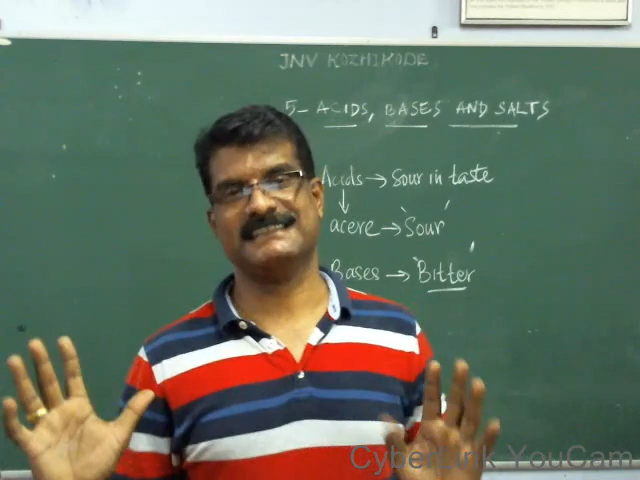 JNV KOZHIKODE
5- ACIDS, BASES AND SALTS
Acids → Sour in taste
↓
acere → 'Sour'
Bases → 'Bitter'
CyberLink YouCam